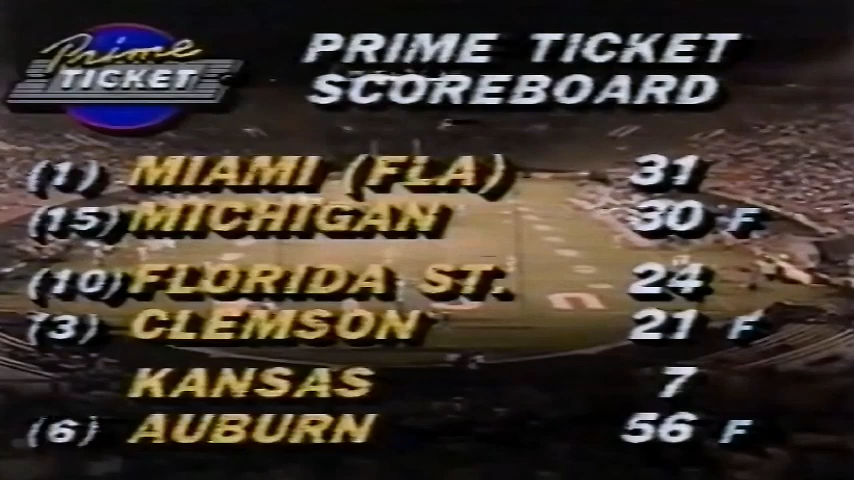 Prime
TICKET
PRIME TICKET
SCOREBOARD
(1) MIAMI (FLA) 31
(15) MICHIGAN 30 F
(10) FLORIDA ST. 24
(3) CLEMSON 21 F
KANSAS 7
(6) AUBURN 56 F